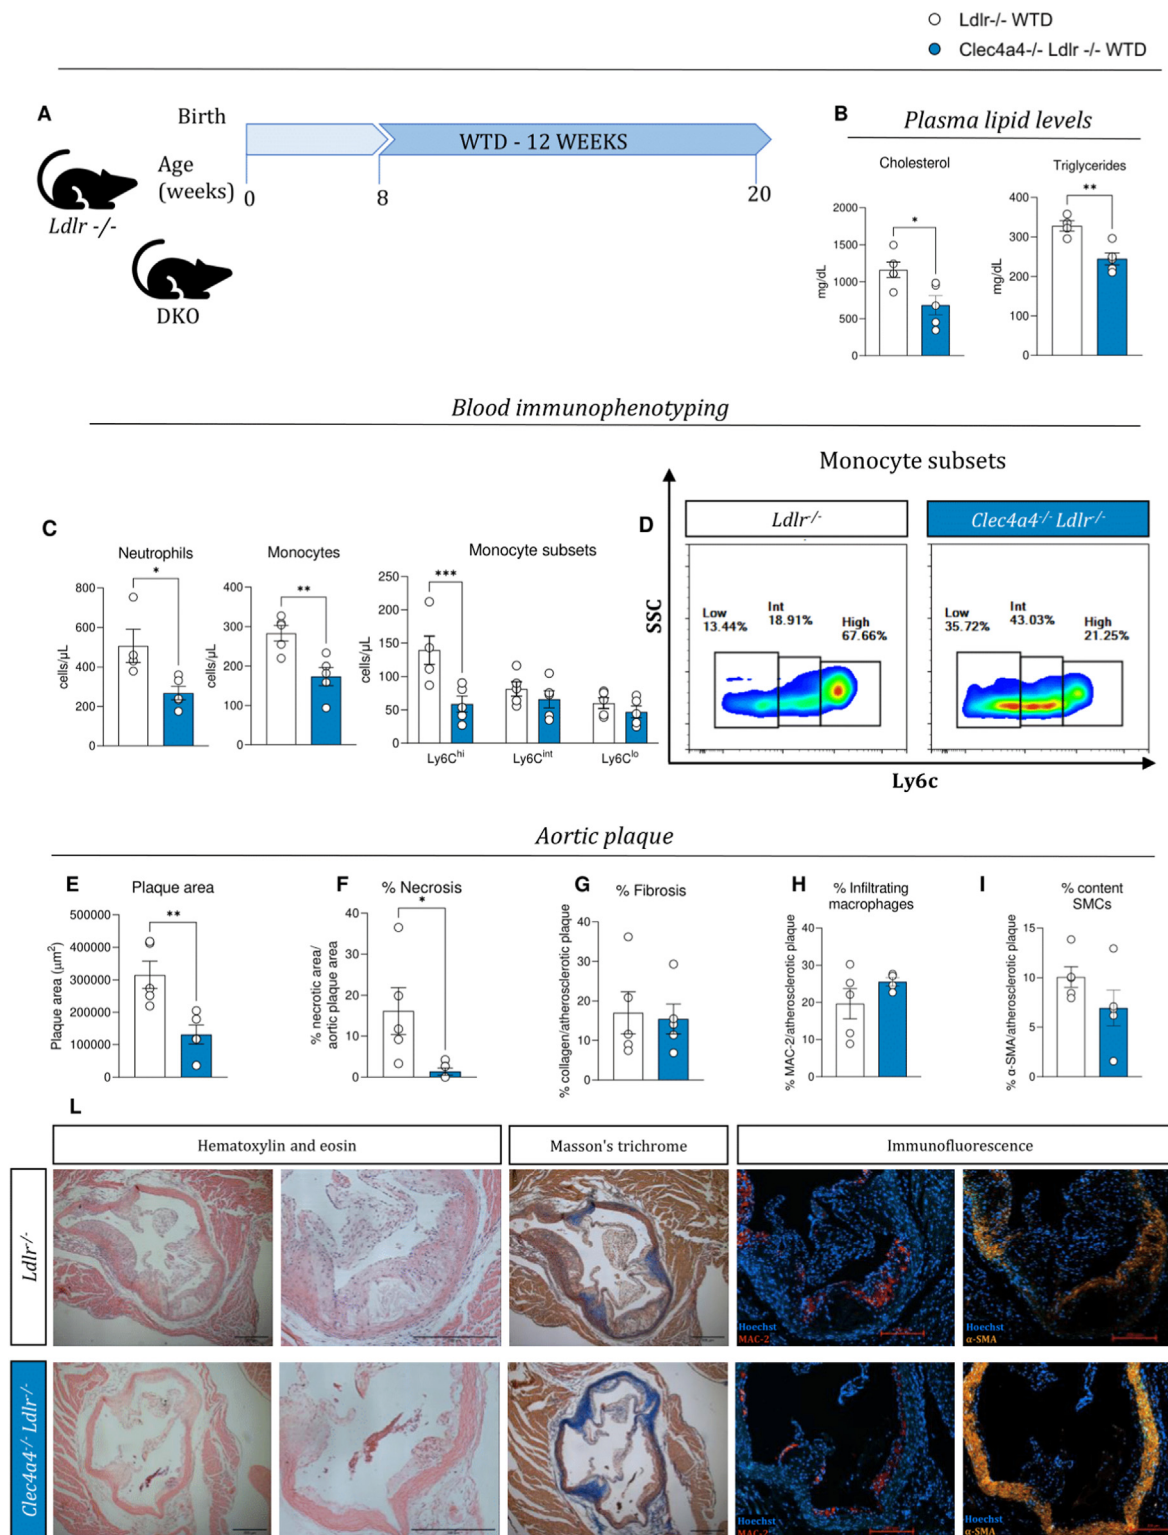 Ldlr-/- WTD
Clec4a4-/- Ldlr -/- WTD
A
Birth
WTD - 12 WEEKS
Age
(weeks)
0
8
20
Ldlr -/-
DKO
B
Plasma lipid levels
Cholesterol
2000
1500
1000
500
0
mg/dL
*
Triglycerides
400
300
200
100
0
mg/dL
**
Blood immunophenotyping
C
Neutrophils
800
600
400
200
0
cells/µL
*
Monocytes
400
300
200
100
0
cells/µL
**
Monocyte subsets
250
200
150
100
50
0
cells/µL
***
Ly6Chi
Ly6Cint
Ly6Clo
Monocyte subsets
D
SSC
Ldlr-/-
Clec4a4-/- Ldlr-/-
Low
13.44%
Int
18.91%
High
67.66%
Low
35.72%
Int
43.03%
High
21.25%
Ly6c
Aortic plaque
E
Plaque area
500000
400000
300000
200000
100000
0
Plaque area (µm2)
**
F
% Necrosis
40
30
20
10
0
% necrotic area/
aortic plaque area
*
G
% Fibrosis
40
30
20
10
0
% collagen/atherosclerotic plaque
H
% Infiltrating
macrophages
40
30
20
10
0
% MAC-2/atherosclerotic plaque
I
% content
SMCs
15
10
5
0
% α-SMA/atherosclerotic plaque
L
Hematoxylin and eosin
Masson's trichrome
Immunofluorescence
Ldlr-/-
Hoechst
MAC-2
Hoechst
α-SMA
Clec4a4-/- Ldlr-/-
Hoechst
MAC-2
Hoechst
α-SMA